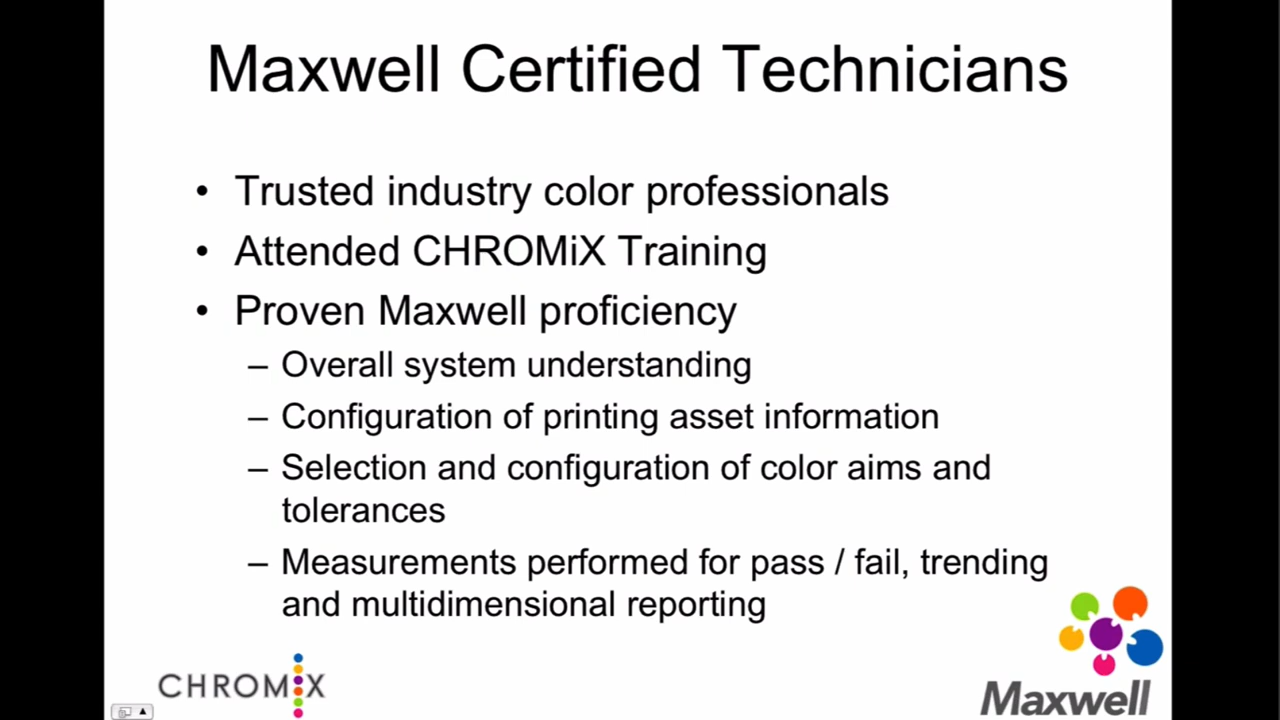 Maxwell Certified Technicians
• Trusted industry color professionals
• Attended CHROMiX Training
• Proven Maxwell proficiency
– Overall system understanding
– Configuration of printing asset information
– Selection and configuration of color aims and
tolerances
– Measurements performed for pass / fail, trending
and multidimensional reporting
CHROMiX
Maxwell